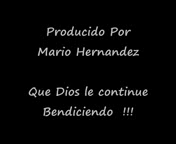 Producido Por
Mario Hernandez
Que Dios le continue
Bendiciendo !!!